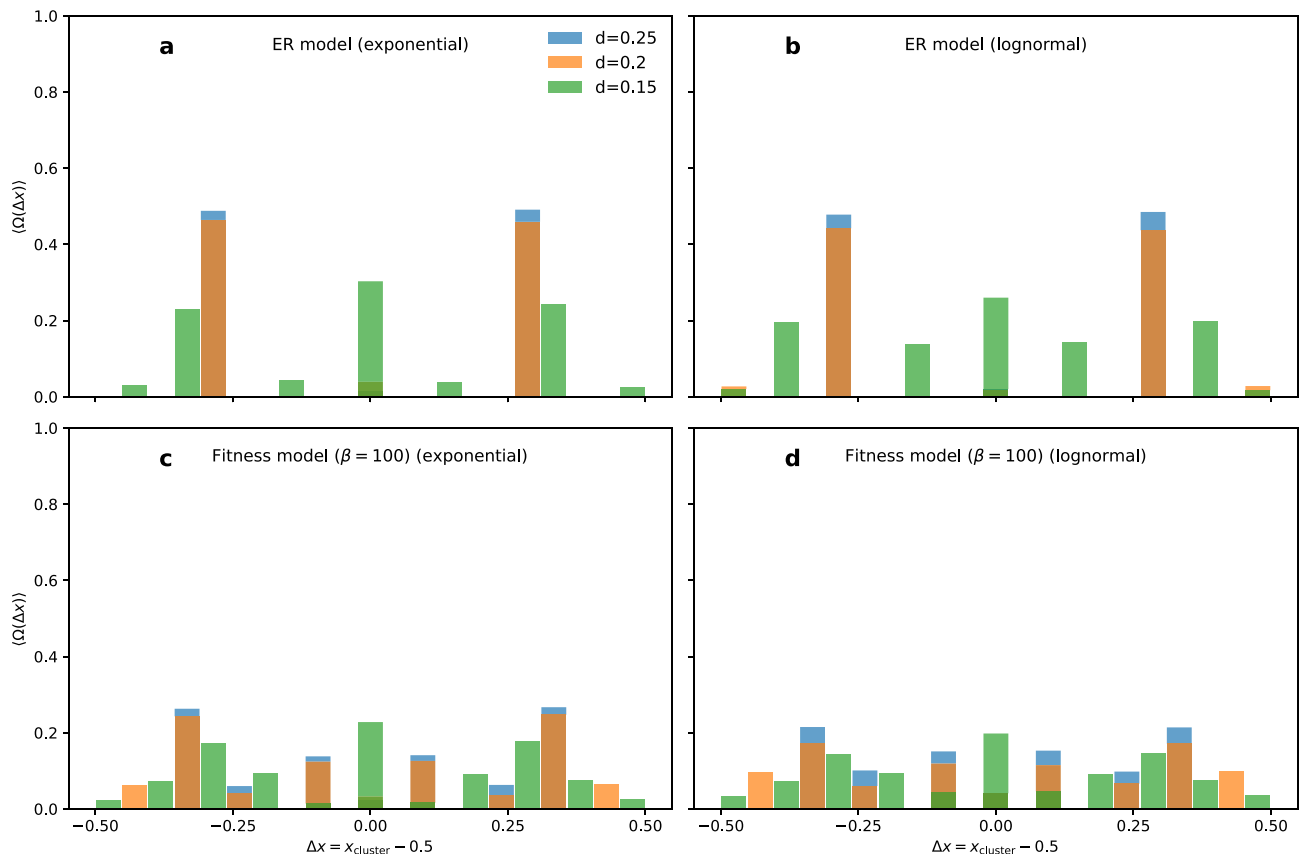 1.0
a
ER model (exponential)
d=0.25
d=0.2
d=0.15
b
ER model (lognormal)
0.8
0.6
0.4
0.2
0.0
⟨Ω(Δx)⟩
1.0
c
Fitness model (β = 100) (exponential)
d
Fitness model (β = 100) (lognormal)
0.8
0.6
0.4
0.2
0.0
⟨Ω(Δx)⟩
−0.50 −0.25 0.00 0.25 0.50
−0.50 −0.25 0.00 0.25 0.50
Δx = x_cluster − 0.5
Δx = x_cluster − 0.5